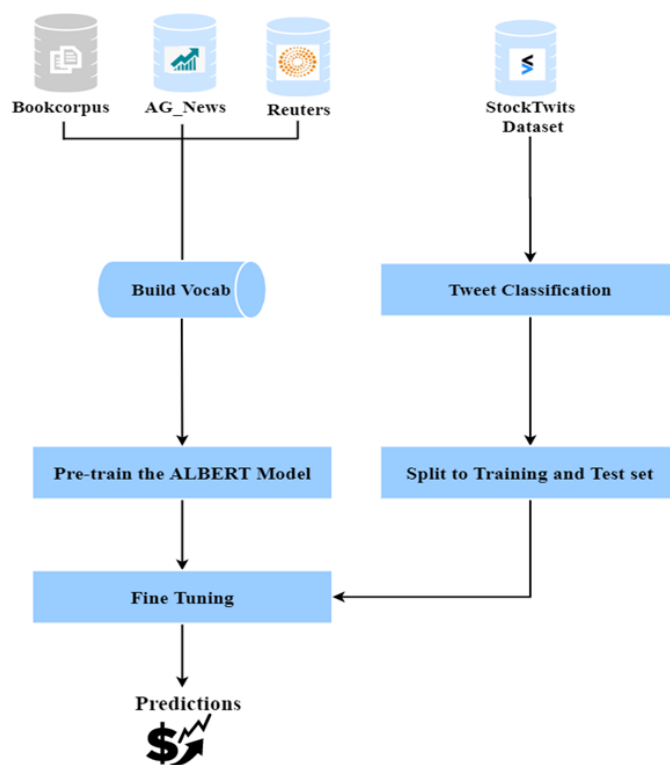 Bookcorpus
AG_News
Reuters
StockTwits
Dataset
Build Vocab
Tweet Classification
Pre-train the ALBERT Model
Split to Training and Test set
Fine Tuning
Predictions
$